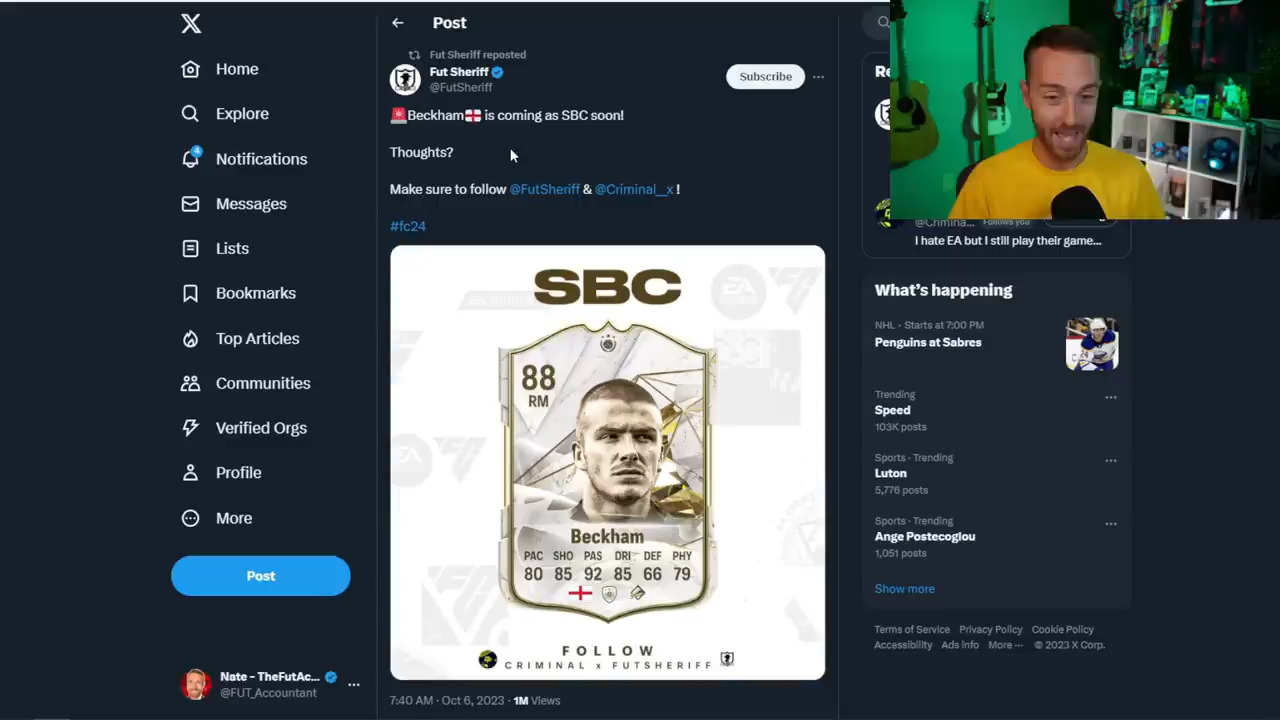 Home
Explore
4
Notifications
Messages
Lists
Bookmarks
Top Articles
Communities
Verified Orgs
Profile
More
Post
Nate - TheFutAc...
@FUT_Accountant
Post
Fut Sheriff reposted
Fut Sheriff
@FutSheriff
Subscribe
🚨Beckham🏴󠁧󠁢󠁥󠁮󠁧󠁿 is coming as SBC soon!
Thoughts?
Make sure to follow @FutSheriff & @Criminal__x !
#fc24
SBC
88
RM
Beckham
PAC SHO PAS DRI DEF PHY
80 85 92 85 66 79
FOLLOW
CRIMINAL x FUTSHERIFF
7:40 AM · Oct 6, 2023 · 1M Views
Re
@Crimina... Follows you
I hate EA but I still play their game...
What's happening
NHL · Starts at 7:00 PM
Penguins at Sabres
Trending
Speed
103K posts
Sports · Trending
Luton
5,776 posts
Sports · Trending
Ange Postecoglou
1,051 posts
Show more
Terms of Service Privacy Policy Cookie Policy
Accessibility Ads info More ··· © 2023 X Corp.